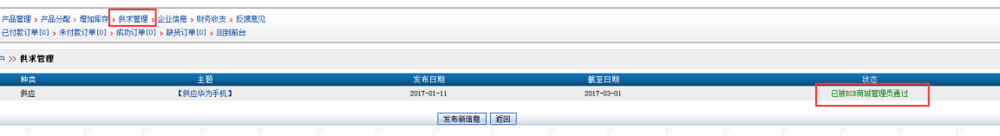 产品管理 › 产品分配 › 增加库存 › 供求管理 › 企业信息 › 财务收支 › 反馈意见
已付款订单[0] › 未付款订单[0] › 成功订单[0] › 缺货订单[0] › 回到前台
>> 供求管理
种类 主题 发布日期 截至日期 状态
供应 【供应华为手机】 2017-01-11 2017-03-01 已被B2B商城管理员通过
发布新信息 返回